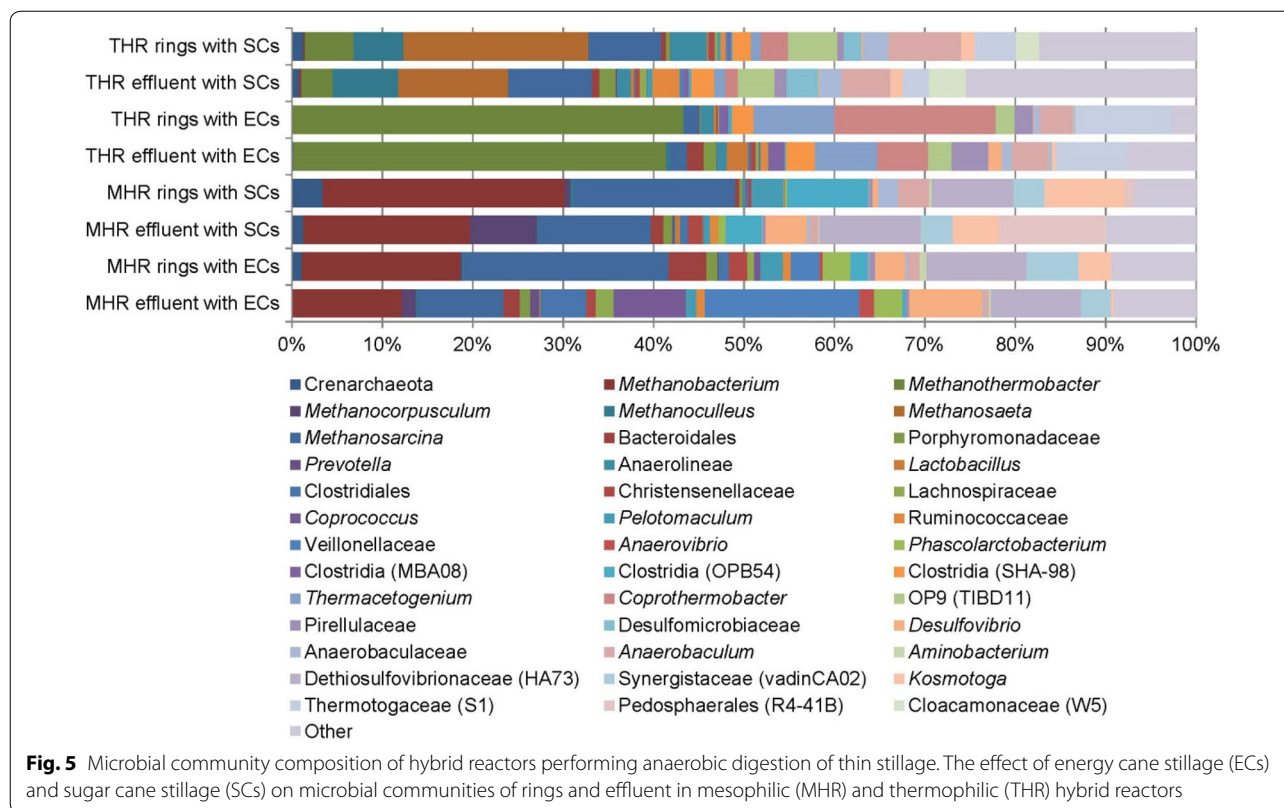 THR rings with SCs
THR effluent with SCs
THR rings with ECs
THR effluent with ECs
MHR rings with SCs
MHR effluent with SCs
MHR rings with ECs
MHR effluent with ECs
0% 10% 20% 30% 40% 50% 60% 70% 80% 90% 100%
Crenarchaeota Methanobacterium Methanothermobacter
Methanocorpusculum Methanoculleus Methanosaeta
Methanosarcina Bacteroidales Porphyromonadaceae
Prevotella Anaerolineae Lactobacillus
Clostridiales Christensenellaceae Lachnospiraceae
Coprococcus Pelotomaculum Ruminococcaceae
Veillonellaceae Anaerovibrio Phascolarctobacterium
Clostridia (MBA08) Clostridia (OPB54) Clostridia (SHA-98)
Thermacetogenium Coprothermobacter OP9 (TIBD11)
Pirellulaceae Desulfomicrobiaceae Desulfovibrio
Anaerobaculaceae Anaerobaculum Aminobacterium
Dethiosulfovibrionaceae (HA73) Synergistaceae (vadinCA02) Kosmotoga
Thermotogaceae (S1) Pedosphaerales (R4-41B) Cloacamonaceae (W5)
Other
Fig. 5 Microbial community composition of hybrid reactors performing anaerobic digestion of thin stillage. The effect of energy cane stillage (ECs)
and sugar cane stillage (SCs) on microbial communities of rings and effluent in mesophilic (MHR) and thermophilic (THR) hybrid reactors